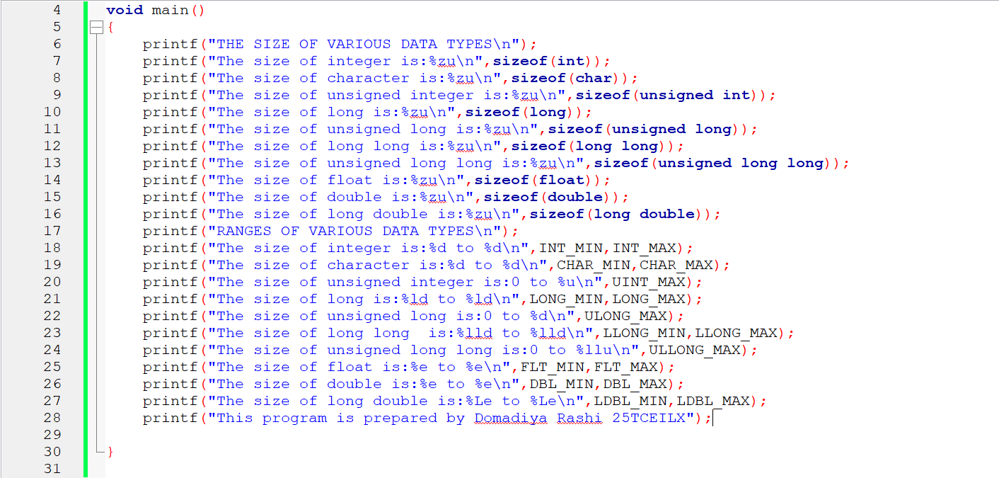 4 void main()
5 {
6 printf("THE SIZE OF VARIOUS DATA TYPES\n");
7 printf("The size of integer is:%zu\n",sizeof(int));
8 printf("The size of character is:%zu\n",sizeof(char));
9 printf("The size of unsigned integer is:%zu\n",sizeof(unsigned int));
10 printf("The size of long is:%zu\n",sizeof(long));
11 printf("The size of unsigned long is:%zu\n",sizeof(unsigned long));
12 printf("The size of long long is:%zu\n",sizeof(long long));
13 printf("The size of unsigned long long is:%zu\n",sizeof(unsigned long long));
14 printf("The size of float is:%zu\n",sizeof(float));
15 printf("The size of double is:%zu\n",sizeof(double));
16 printf("The size of long double is:%zu\n",sizeof(long double));
17 printf("RANGES OF VARIOUS DATA TYPES\n");
18 printf("The size of integer is:%d to %d\n",INT_MIN,INT_MAX);
19 printf("The size of character is:%d to %d\n",CHAR_MIN,CHAR_MAX);
20 printf("The size of unsigned integer is:0 to %u\n",UINT_MAX);
21 printf("The size of long is:%ld to %ld\n",LONG_MIN,LONG_MAX);
22 printf("The size of unsigned long is:0 to %d\n",ULONG_MAX);
23 printf("The size of long long  is:%lld to %lld\n",LLONG_MIN,LLONG_MAX);
24 printf("The size of unsigned long long is:0 to %llu\n",ULLONG_MAX);
25 printf("The size of float is:%e to %e\n",FLT_MIN,FLT_MAX);
26 printf("The size of double is:%e to %e\n",DBL_MIN,DBL_MAX);
27 printf("The size of long double is:%Le to %Le\n",LDBL_MIN,LDBL_MAX);
28 printf("This program is prepared by Domadiya Rashi 25TCEILX");
29
30 }
31